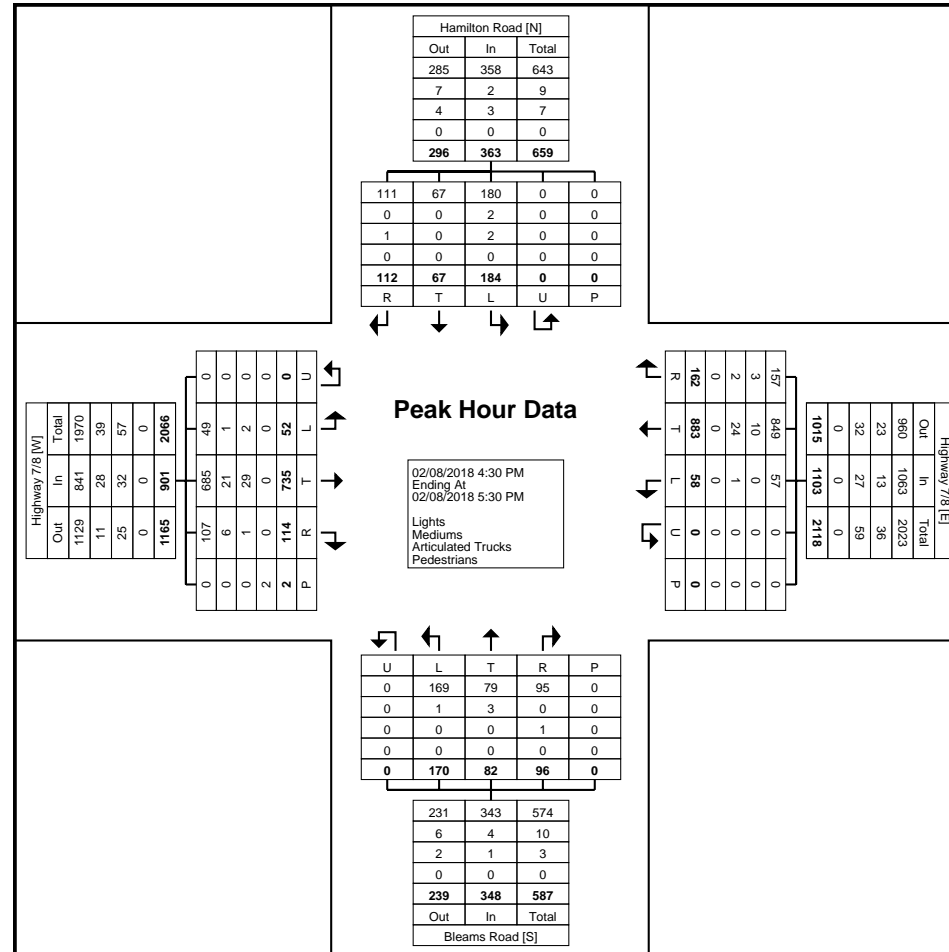 Hamilton Road [N]
Out In Total
285 358 643
7 2 9
4 3 7
0 0 0
296 363 659
111 67 180 0 0
0 0 2 0 0
1 0 2 0 0
0 0 0 0 0
112 67 184 0 0
R T L U P
Highway 7/8 [W]
Total In Out
1970 841 1129
39 28 11
57 32 25
0 0 0
2066 901 1165
0 49 685 107 0
0 1 21 6 0
0 2 29 1 0
0 0 0 0 2
0 52 735 114 2
U L T R P
Peak Hour Data
02/08/2018 4:30 PM
Ending At
02/08/2018 5:30 PM
Lights
Mediums
Articulated Trucks
Pedestrians
R T L U P
162 883 58 0 0
0 0 0 0 0
2 24 1 0 0
3 10 0 0 0
157 849 57 0 0
1015 1103 2118
0 0 0
32 27 59
23 13 36
960 1063 2023
Out In Total
Highway 7/8 [E]
U L T R P
0 169 79 95 0
0 1 3 0 0
0 0 0 1 0
0 0 0 0 0
0 170 82 96 0
231 343 574
6 4 10
2 1 3
0 0 0
239 348 587
Out In Total
Bleams Road [S]